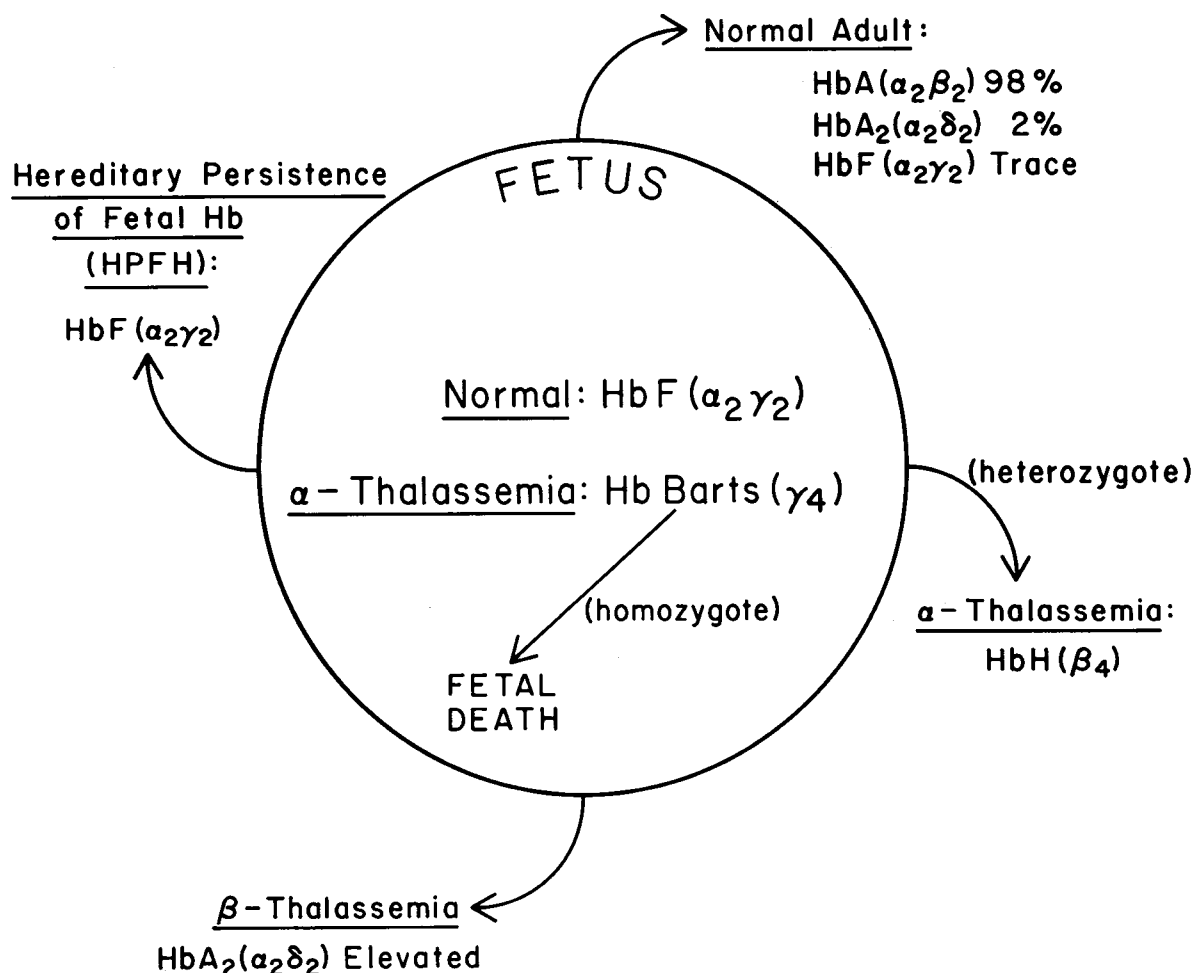 Normal Adult:
HbA(α₂β₂) 98%
HbA₂(α₂δ₂) 2%
HbF(α₂γ₂) Trace
FETUS
Hereditary Persistence
of Fetal Hb
(HPFH):
HbF(α₂γ₂)
Normal: HbF(α₂γ₂)
α-Thalassemia: Hb Barts(γ₄)
(homozygote)
FETAL
DEATH
(heterozygote)
α-Thalassemia:
HbH(β₄)
β-Thalassemia
HbA₂(α₂δ₂) Elevated